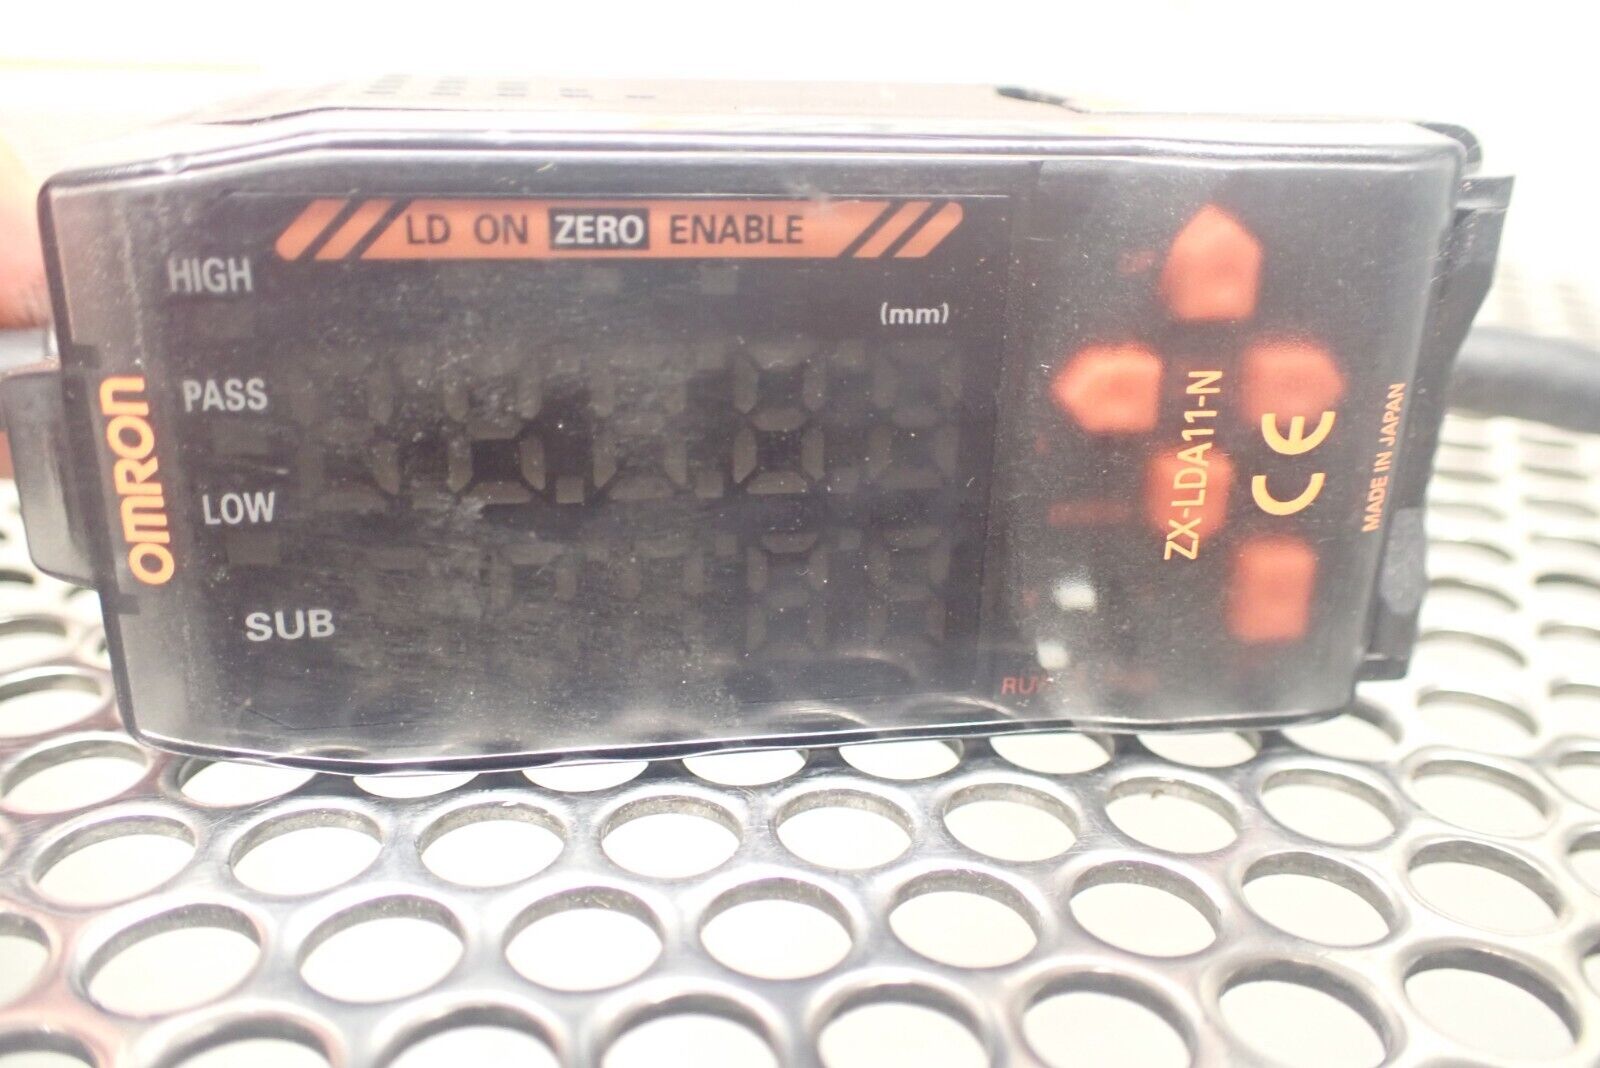 LD ON ZERO ENABLE
HIGH
(mm)
PASS
LOW
SUB
OMRON
ZX-LDA11-N
CE
MADE IN JAPAN